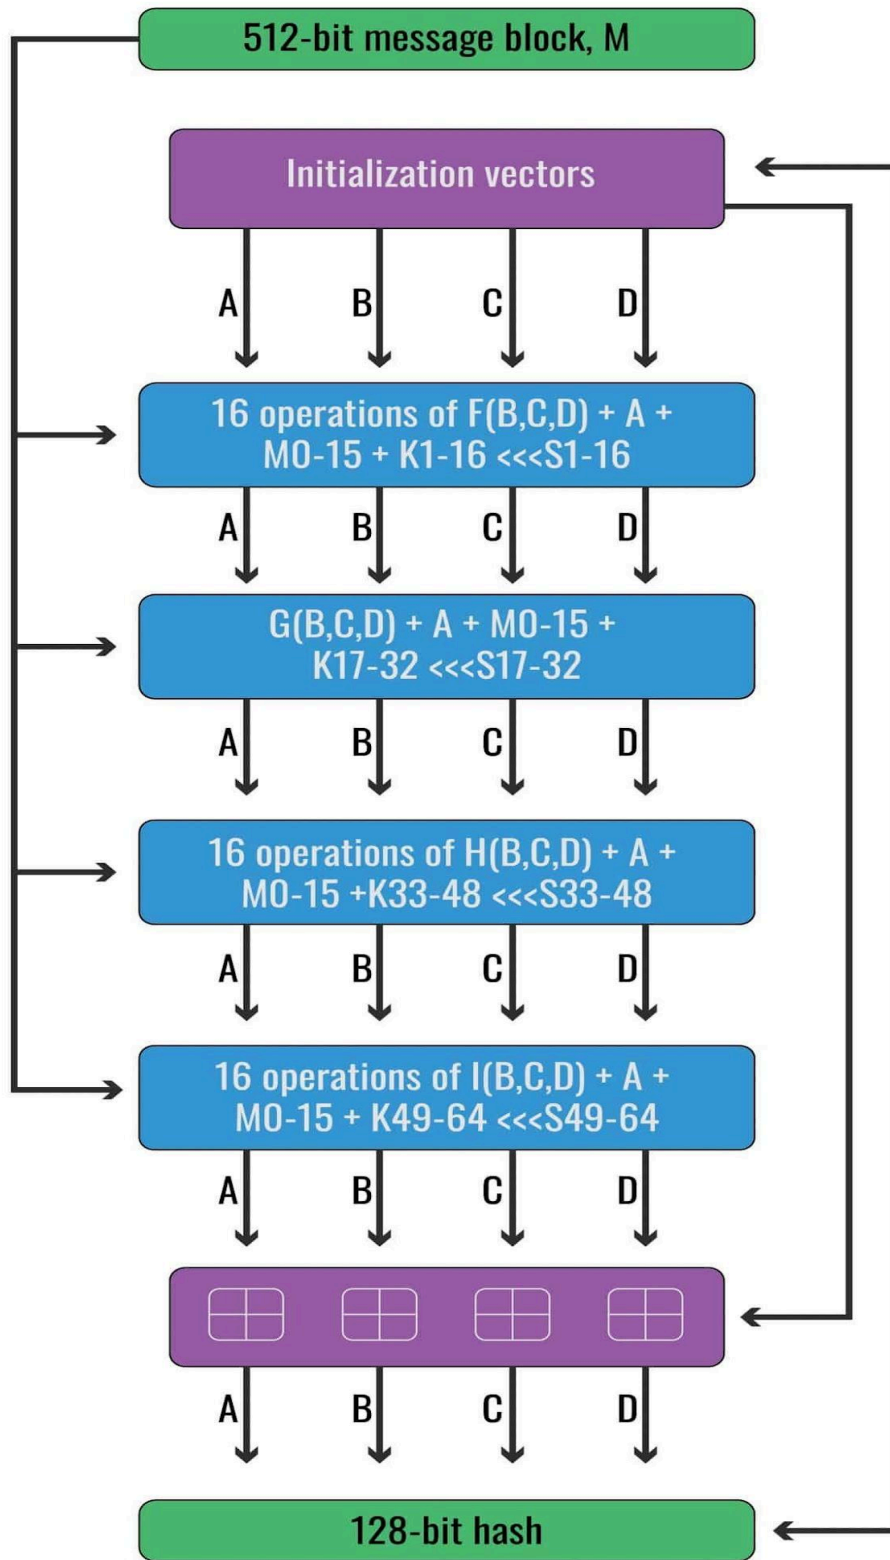 512-bit message block, M
Initialization vectors
A B C D
16 operations of F(B,C,D) + A +
M0-15 + K1-16 <<<S1-16
A B C D
G(B,C,D) + A + M0-15 +
K17-32 <<<S17-32
A B C D
16 operations of H(B,C,D) + A +
M0-15 +K33-48 <<<S33-48
A B C D
16 operations of I(B,C,D) + A +
M0-15 + K49-64 <<<S49-64
A B C D
A B C D
128-bit hash